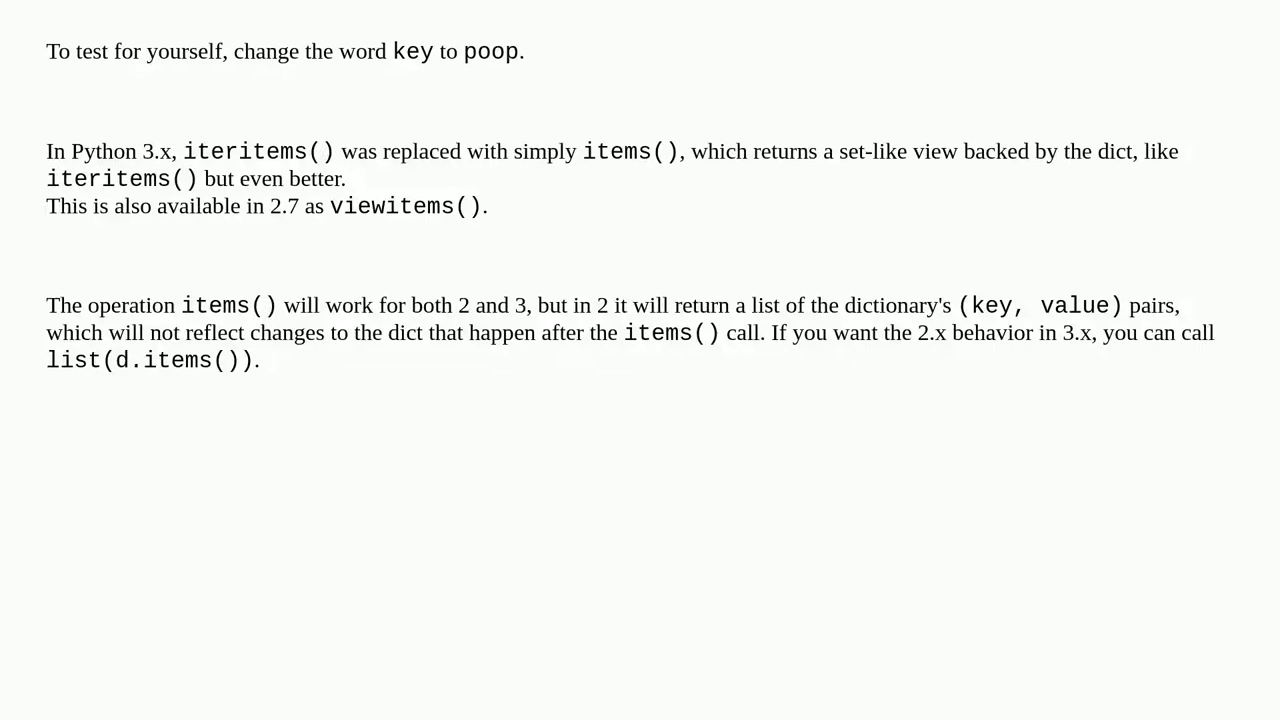 To test for yourself, change the word key to poop.
In Python 3.x, iteritems() was replaced with simply items(), which returns a set-like view backed by the dict, like
iteritems() but even better.
This is also available in 2.7 as viewitems().
The operation items() will work for both 2 and 3, but in 2 it will return a list of the dictionary's (key, value) pairs,
which will not reflect changes to the dict that happen after the items() call. If you want the 2.x behavior in 3.x, you can call
list(d.items()).